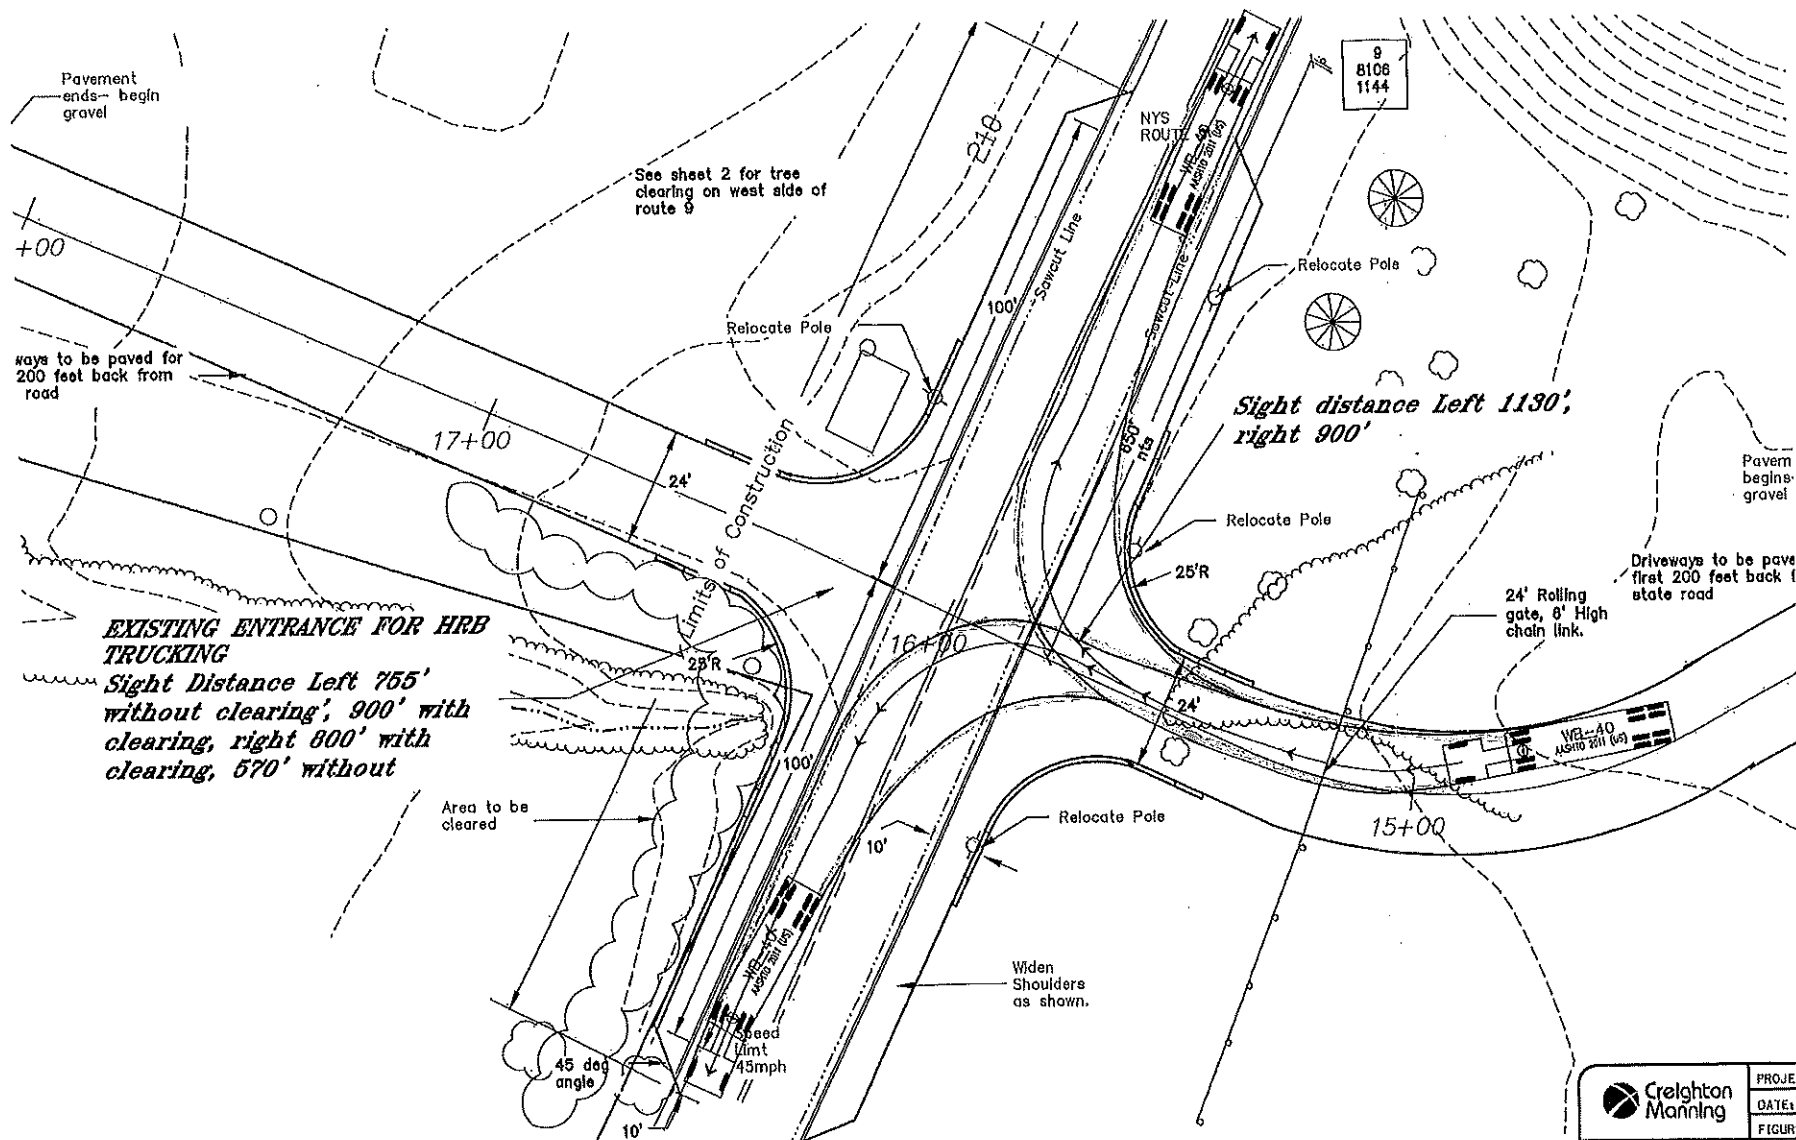 Pavement
ends-- begin
gravel
9
8106
1144
NYS
ROUTE
WB-40
AASHTO 2011 (US)
210
See sheet 2 for tree
clearing on west side of
route 9
+00
Sawcut Line
100'
Sawcut Line
Relocate Pole
Relocate Pole
ways to be paved for
200 feet back from
road
17+00
24'
Limits of Construction
650'
nts
Sight distance Left 1130',
right 900'
Pavem
begins-
gravel
Relocate Pole
25'R
Driveways to be pave
first 200 feet back f
state road
24' Rolling
gate, 8' High
chain link.
EXISTING ENTRANCE FOR HRB
TRUCKING
Sight Distance Left 755'
without clearing', 900' with
clearing, right 800' with
clearing, 570' without
25'R
16+00
24'
WB-40
AASHTO 2011 (US)
100'
Area to be
cleared
10'
Relocate Pole
15+00
WB-40
AASHTO 2011 (US)
Widen
Shoulders
as shown.
Speed
Limt
45mph
45 deg
angle
10'
Creighton
Manning
PROJE
DATE:
FIGUR